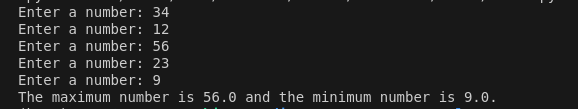 Enter a number: 34
Enter a number: 12
Enter a number: 56
Enter a number: 23
Enter a number: 9
The maximum number is 56.0 and the minimum number is 9.0.